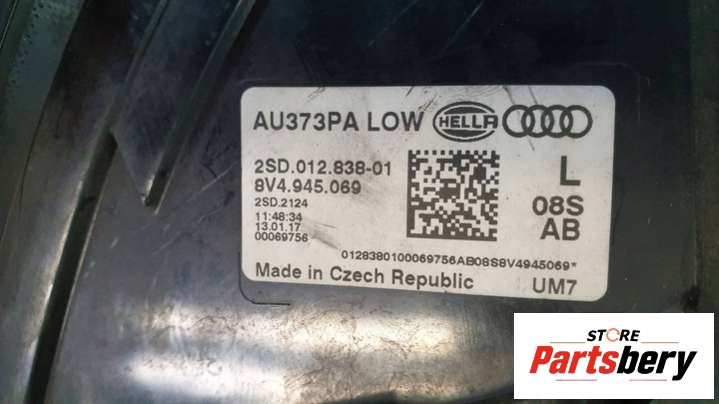 AU373PA LOW HELLA
2SD.012.838-01
8V4.945.069
2SD.2124
11:48:34
13.01.17
00069756
L
08S
AB
0128380100069756AB08S8V4945069*
Made in Czech Republic
UM7
STORE
Partsbery